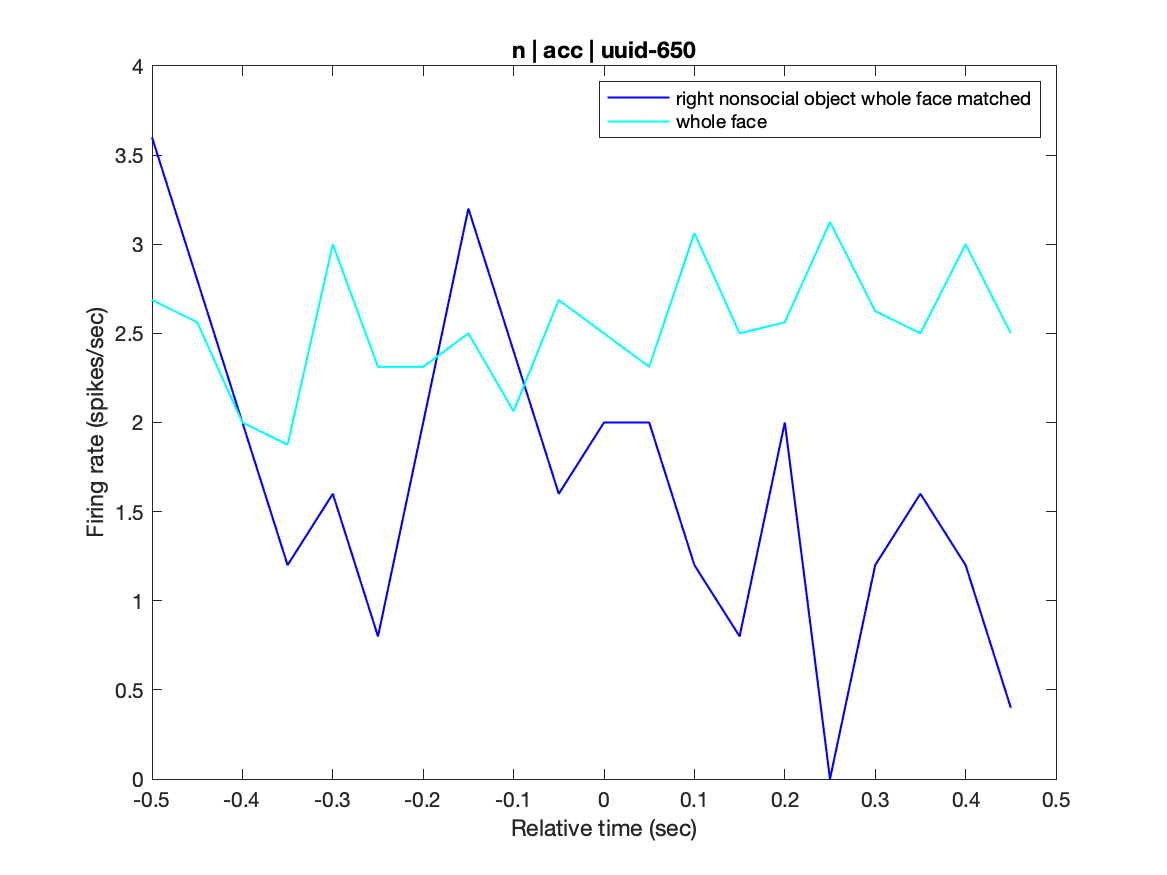 n | acc | uuid-650
right nonsocial object whole face matched
whole face
4
3.5
3
2.5
2
1.5
1
0.5
0
Firing rate (spikes/sec)
-0.5 -0.4 -0.3 -0.2 -0.1 0 0.1 0.2 0.3 0.4 0.5
Relative time (sec)